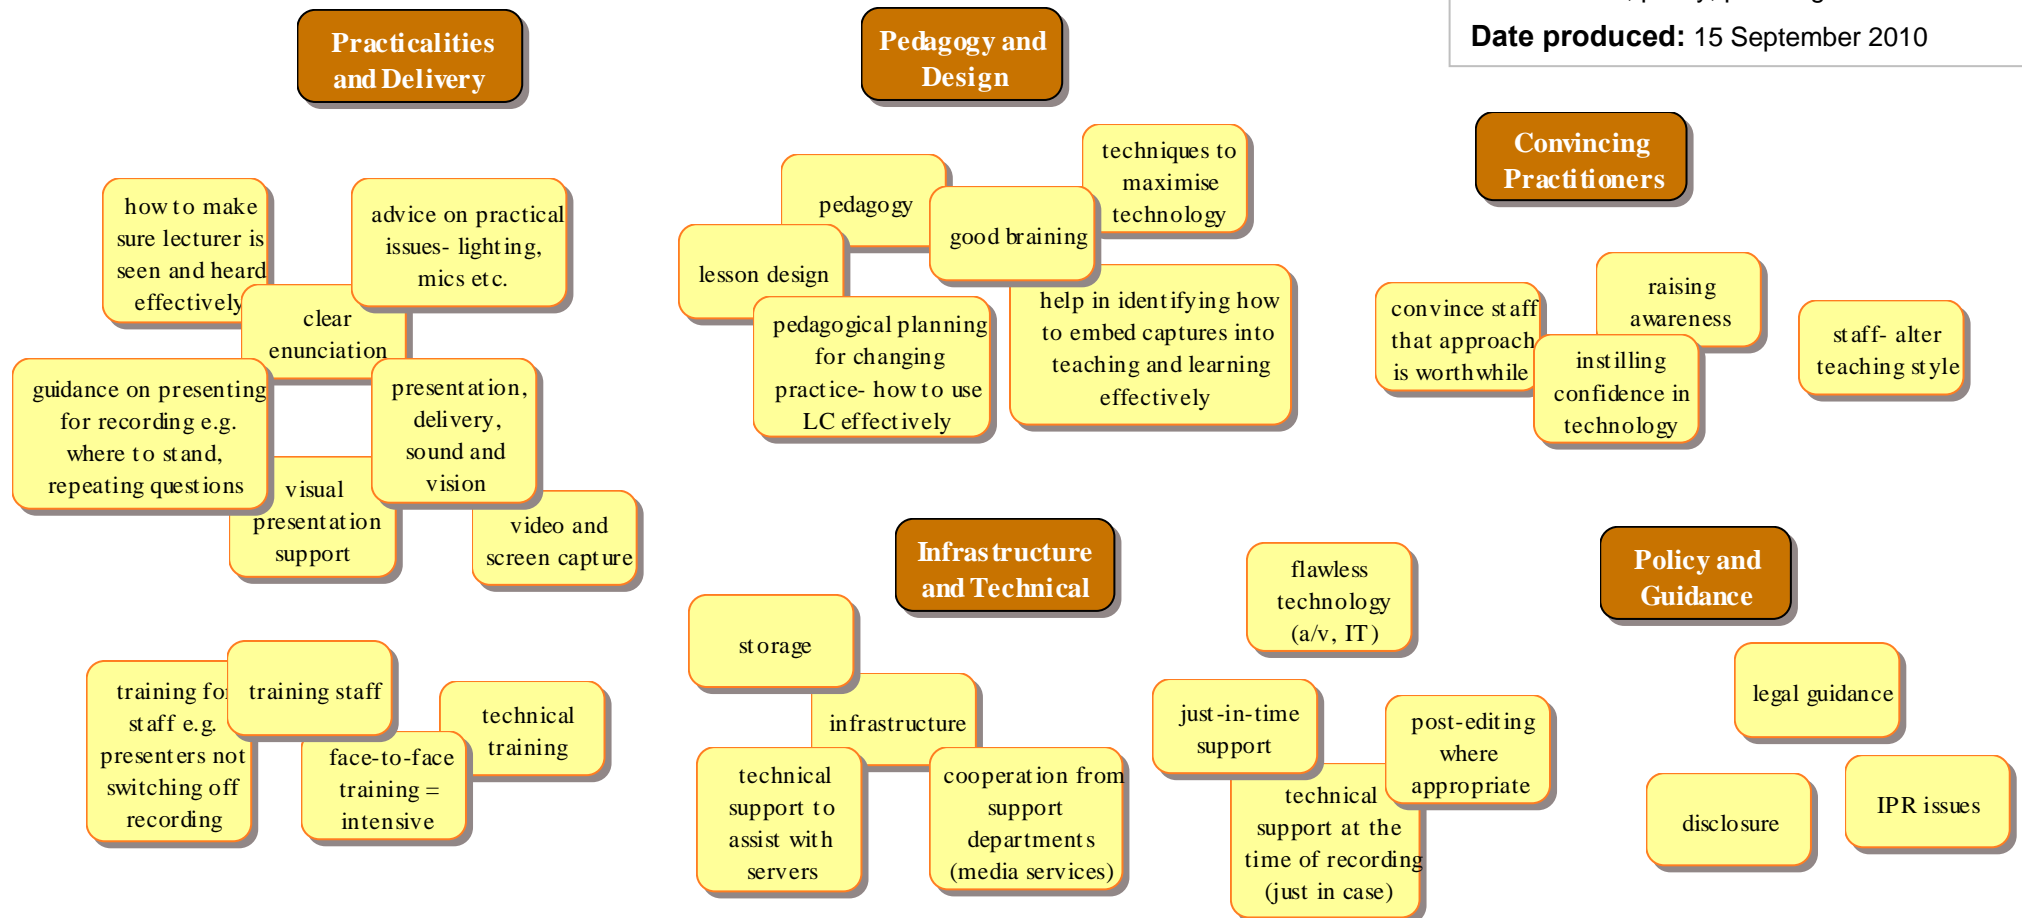 Date produced: 15 September 2010
Practicalities
and Delivery
how to make
sure lecturer is
seen and heard
effectively
advice on practical
issues- lighting,
mics etc.
clear
enunciation
guidance on presenting
for recording e.g.
where to stand,
repeating questions
presentation,
delivery,
sound and
vision
visual
presentation
support
video and
screen capture
training for
staff e.g.
presenters not
switching off
recording
training staff
face-to-face
training =
intensive
technical
training
Pedagogy and
Design
pedagogy
techniques to
maximise
technology
good braining
lesson design
pedagogical planning
for changing
practice- how to use
LC effectively
help in identifying how
to embed captures into
teaching and learning
effectively
Convincing
Practitioners
convince staff
that approach
is worthwhile
raising
awareness
instilling
confidence in
technology
staff- alter
teaching style
Infrastructure
and Technical
storage
infrastructure
technical
support to
assist with
servers
cooperation from
support
departments
(media services)
flawless
technology
(a/v, IT)
just-in-time
support
post-editing
where
appropriate
technical
support at the
time of recording
(just in case)
Policy and
Guidance
legal guidance
disclosure
IPR issues